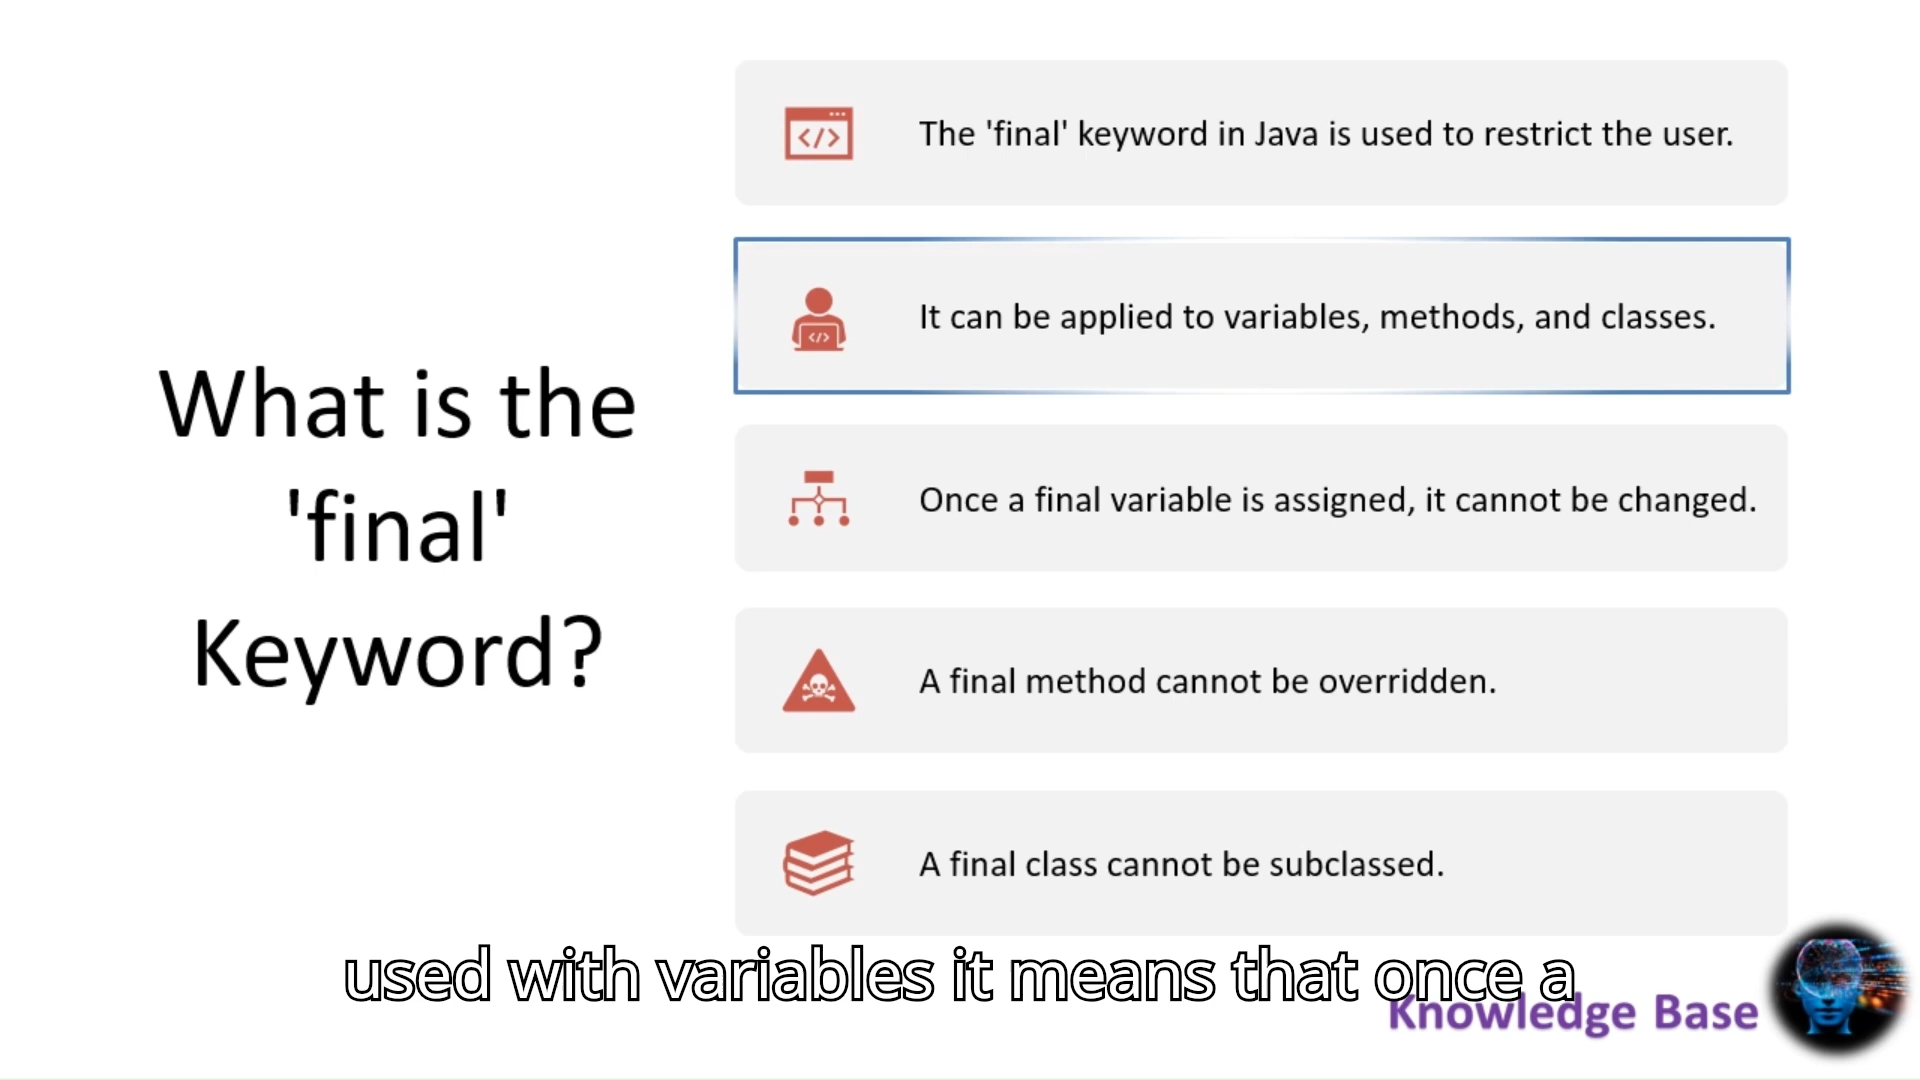 What is the
'final'
Keyword?
The 'final' keyword in Java is used to restrict the user.
It can be applied to variables, methods, and classes.
Once a final variable is assigned, it cannot be changed.
A final method cannot be overridden.
A final class cannot be subclassed.
used with variables it means that once a
Knowledge Base